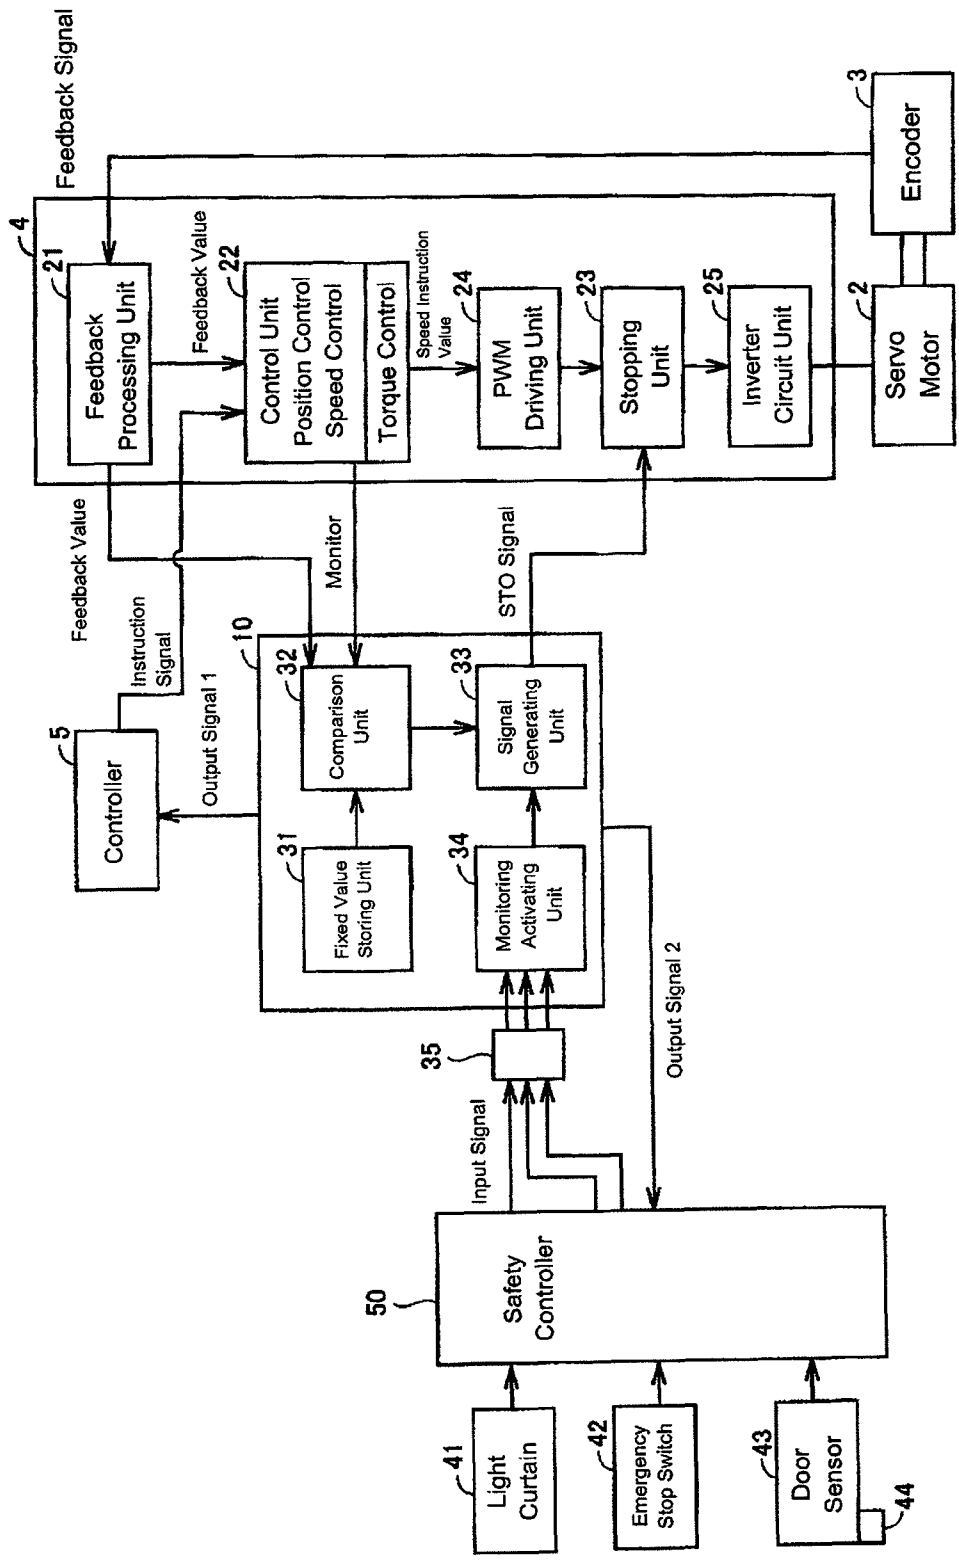 Feedback Signal
4
21
Feedback
Processing Unit
Feedback Value
22
Control Unit
Position Control
Speed Control
Torque Control
Speed Instruction
Value
24
PWM
Driving Unit
23
Stopping
Unit
25
Inverter
Circuit Unit
2
Servo
Motor
3
Encoder
Feedback Value
Instruction
Signal
Monitor
STO Signal
5
Controller
Output Signal 1
10
32
Comparison
Unit
33
Signal
Generating
Unit
31
Fixed Value
Storing Unit
34
Monitoring
Activating
Unit
35
Input Signal
Output Signal 2
50
Safety
Controller
41
Light
Curtain
42
Emergency
Stop Switch
43
Door
Sensor
44